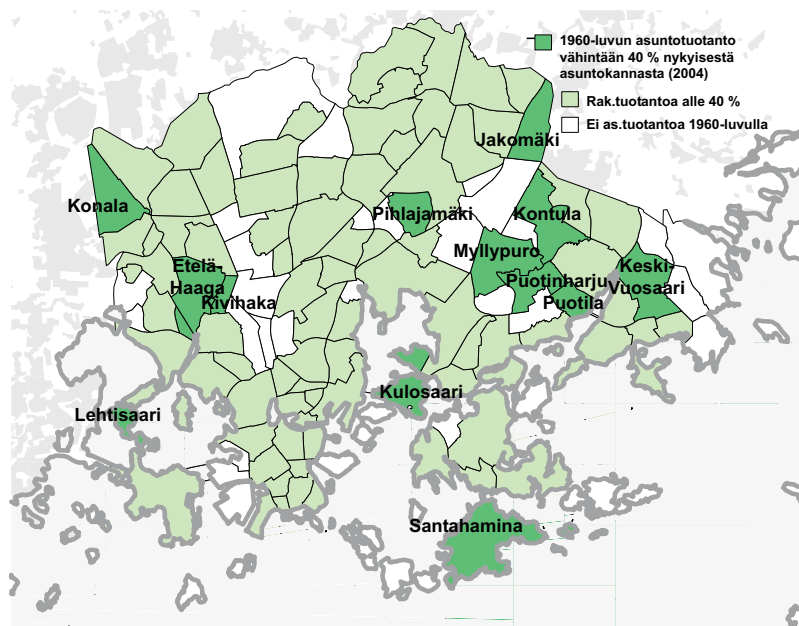 1960-luvun asuntotuotanto
vähintään 40 % nykyisestä
asuntokannasta (2004)
Rak.tuotantoa alle 40 %
Ei as.tuotantoa 1960-luvulla
Jakomäki
Konala
Pihlajamäki
Kontula
Myllypuro
Etelä-
Haaga
Kivihaka
Keski-
Vuosaari
Puotinharju
Puotila
Kulosaari
Lehtisaari
Santahamina